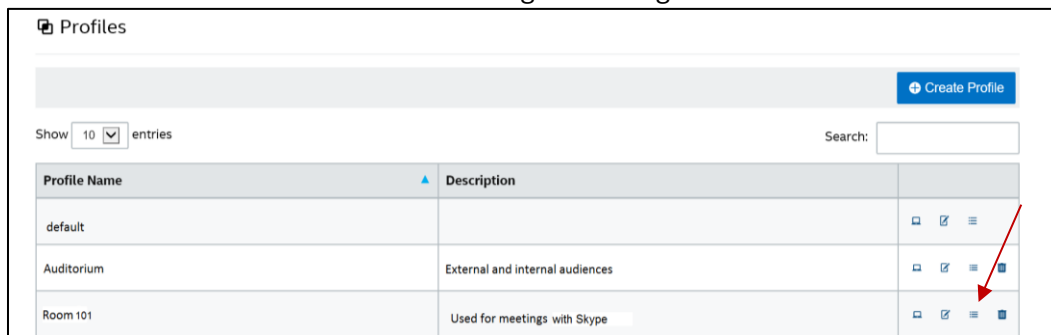 Profiles
Create Profile
Show 10 entries
Search:
Profile Name Description
default
Auditorium External and internal audiences
Room 101 Used for meetings with Skype